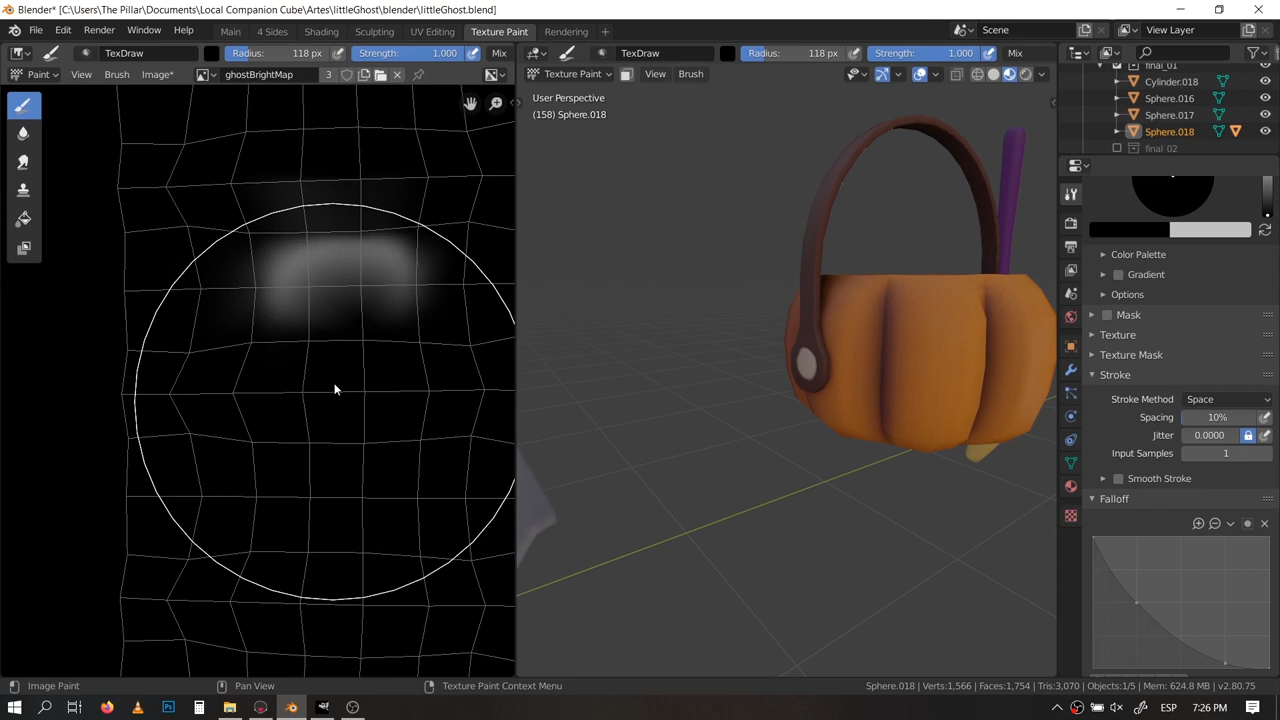 Blender* [C:\Users\The Pillar\Documents\Local Companion Cube\Artes\littleGhost\blender\littleGhost.blend]
File Edit Render Window Help Main 4 Sides Shading Sculpting UV Editing Texture Paint Rendering Scene View Layer
TexDraw Radius: 118 px Strength: 1.000 Mix TexDraw Radius: 118 px Strength: 1.000 Mix
Paint View Brush Image* ghostBrightMap 3 Texture Paint View Brush
final_01
Cylinder.018
Sphere.016
Sphere.017
Sphere.018
final_02
User Perspective
(158) Sphere.018
Color Palette
Gradient
Options
Mask
Texture
Texture Mask
Stroke
Stroke Method Space
Spacing 10%
Jitter 0.0000
Input Samples 1
Smooth Stroke
Falloff
Image Paint Pan View Texture Paint Context Menu Sphere.018 | Verts:1,566 | Faces:1,754 | Tris:3,070 | Objects:1/5 | Mem: 624.8 MB | v2.80.75
Ps ESP 7:26 PM